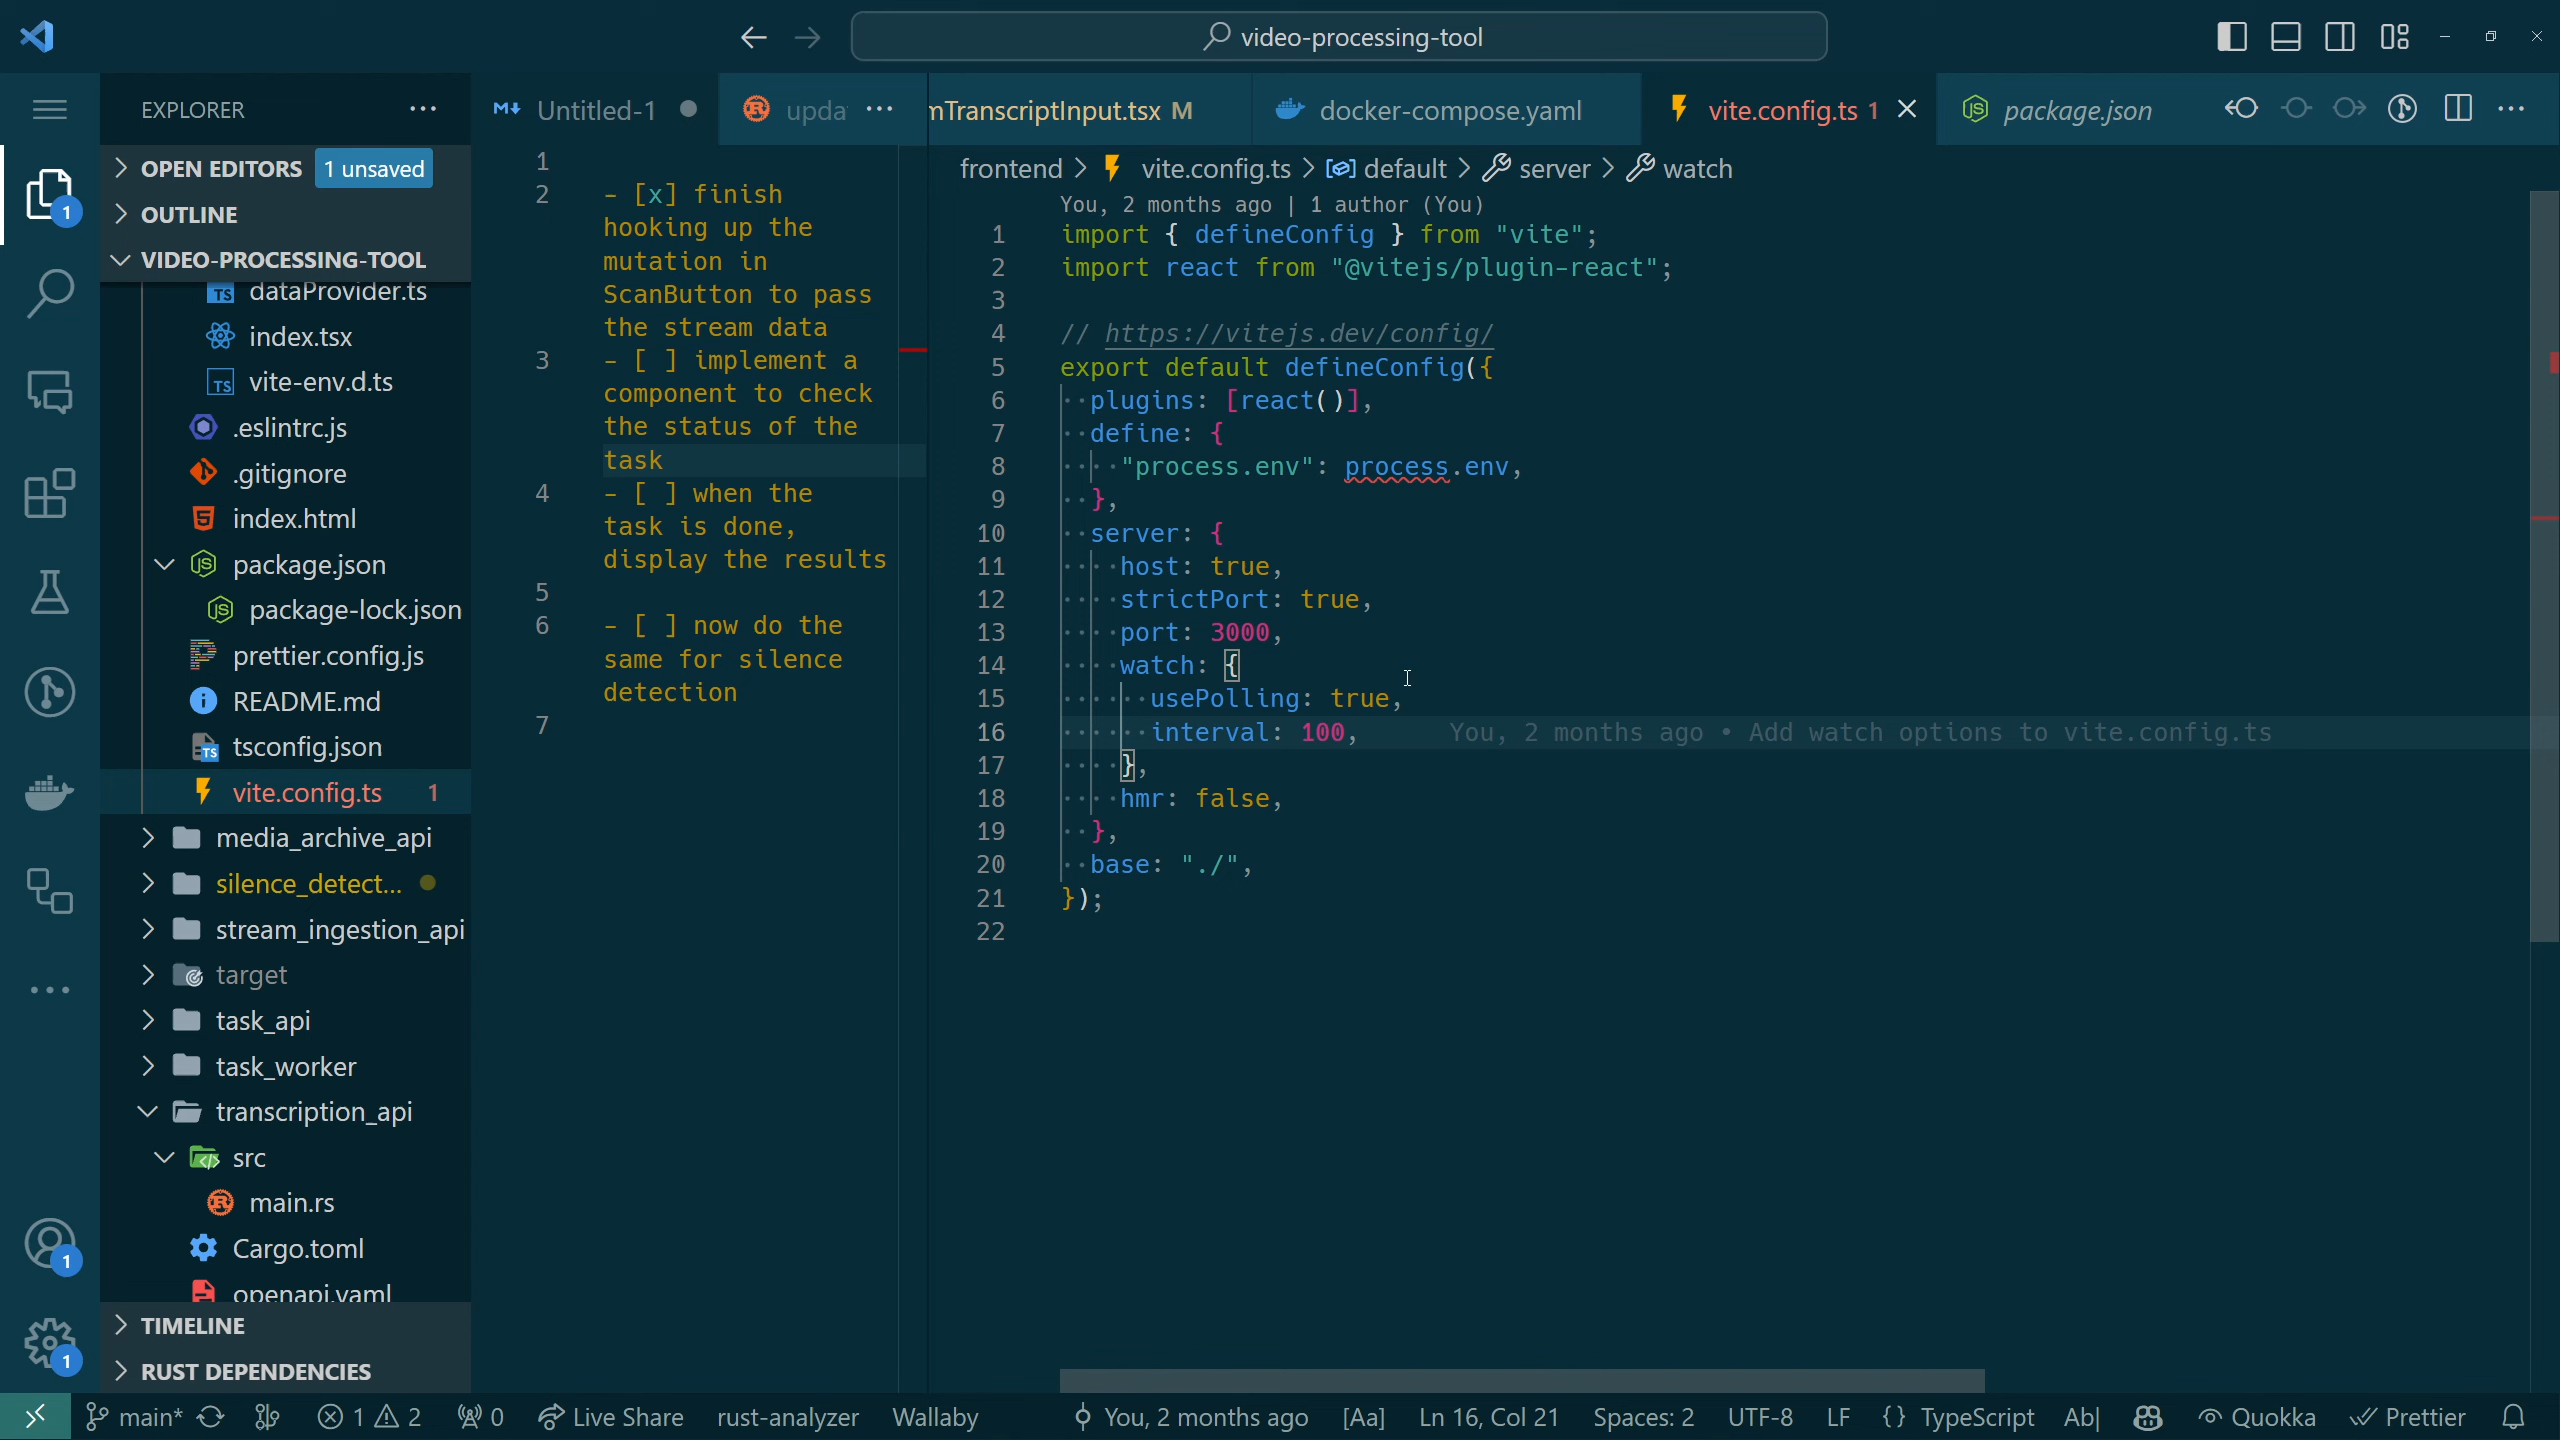 video-processing-tool
EXPLORER
OPEN EDITORS 1 unsaved
OUTLINE
VIDEO-PROCESSING-TOOL
dataProvider.ts
index.tsx
vite-env.d.ts
.eslintrc.js
.gitignore
index.html
package.json
package-lock.json
prettier.config.js
README.md
tsconfig.json
vite.config.ts 1
media_archive_api
silence_detect...
stream_ingestion_api
target
task_api
task_worker
transcription_api
src
main.rs
Cargo.toml
openapi.yaml
TIMELINE
RUST DEPENDENCIES
1
1
1
Untitled-1
upda ...
1
2 - [x] finish
hooking up the
mutation in
ScanButton to pass
the stream data
3 - [ ] implement a
component to check
the status of the
task
4 - [ ] when the
task is done,
display the results
5
6 - [ ] now do the
same for silence
detection
7
mTranscriptInput.tsx M
docker-compose.yaml
vite.config.ts 1
package.json
frontend > vite.config.ts > default > server > watch
You, 2 months ago | 1 author (You)
1 import { defineConfig } from "vite";
2 import react from "@vitejs/plugin-react";
3
4 // https://vitejs.dev/config/
5 export default defineConfig({
6 plugins: [react()],
7 define: {
8 "process.env": process.env,
9 },
10 server: {
11 host: true,
12 strictPort: true,
13 port: 3000,
14 watch: {
15 usePolling: true,
16 interval: 100, You, 2 months ago • Add watch options to vite.config.ts
17 },
18 hmr: false,
19 },
20 base: "./",
21 });
22
main* 1 2 0 Live Share rust-analyzer Wallaby You, 2 months ago [Aa] Ln 16, Col 21 Spaces: 2 UTF-8 LF {} TypeScript Ab| Quokka Prettier